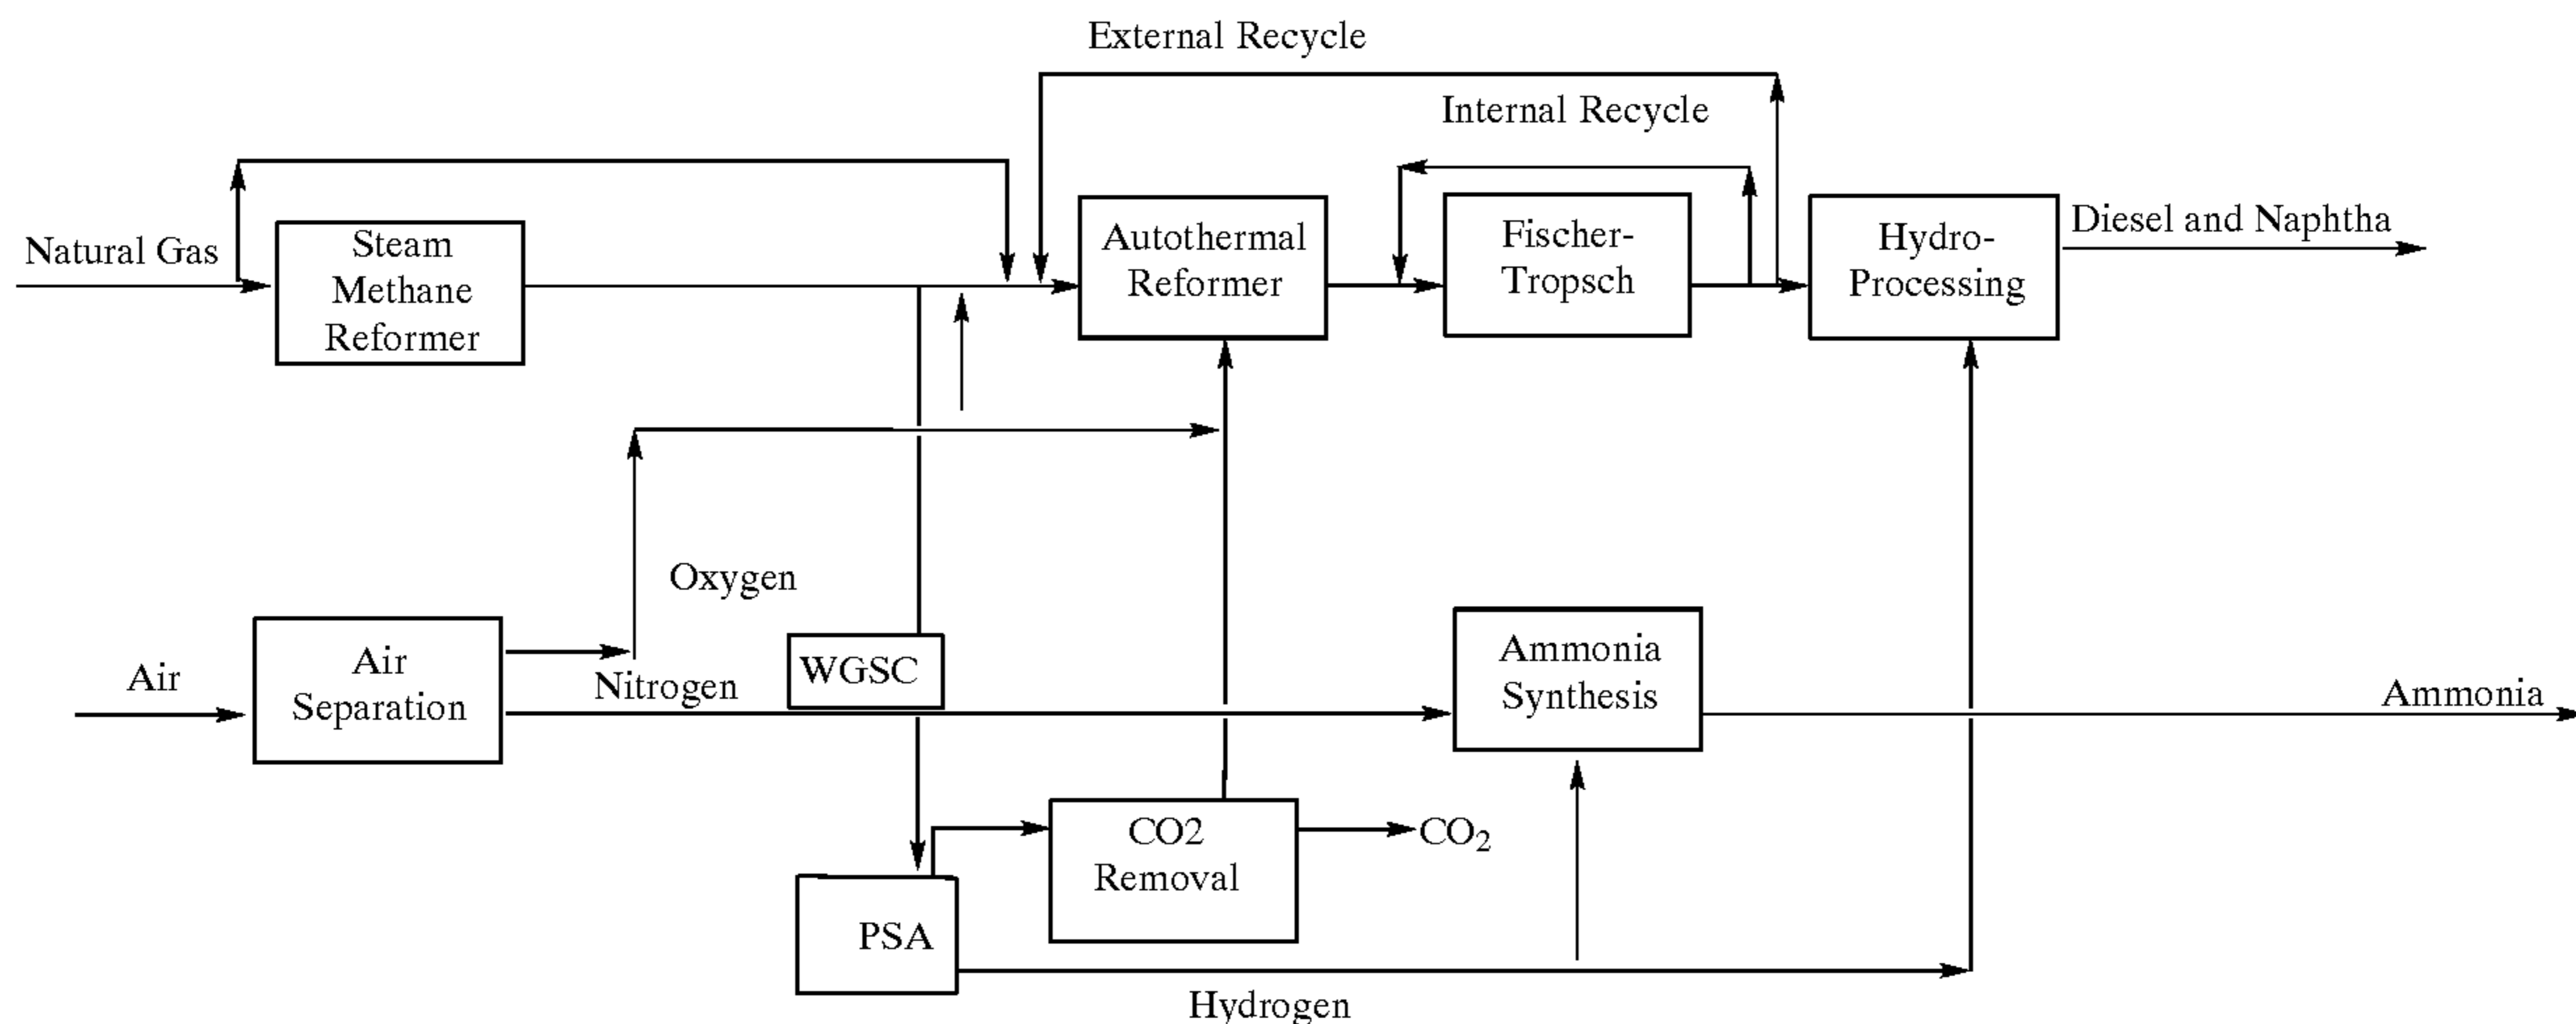 External Recycle
Internal Recycle
Natural Gas
Steam
Methane
Reformer
Autothermal
Reformer
Fischer-
Tropsch
Hydro-
Processing
Diesel and Naphtha
Oxygen
Air
Air
Separation
Nitrogen
WGSC
Ammonia
Synthesis
Ammonia
CO2
Removal
CO₂
PSA
Hydrogen